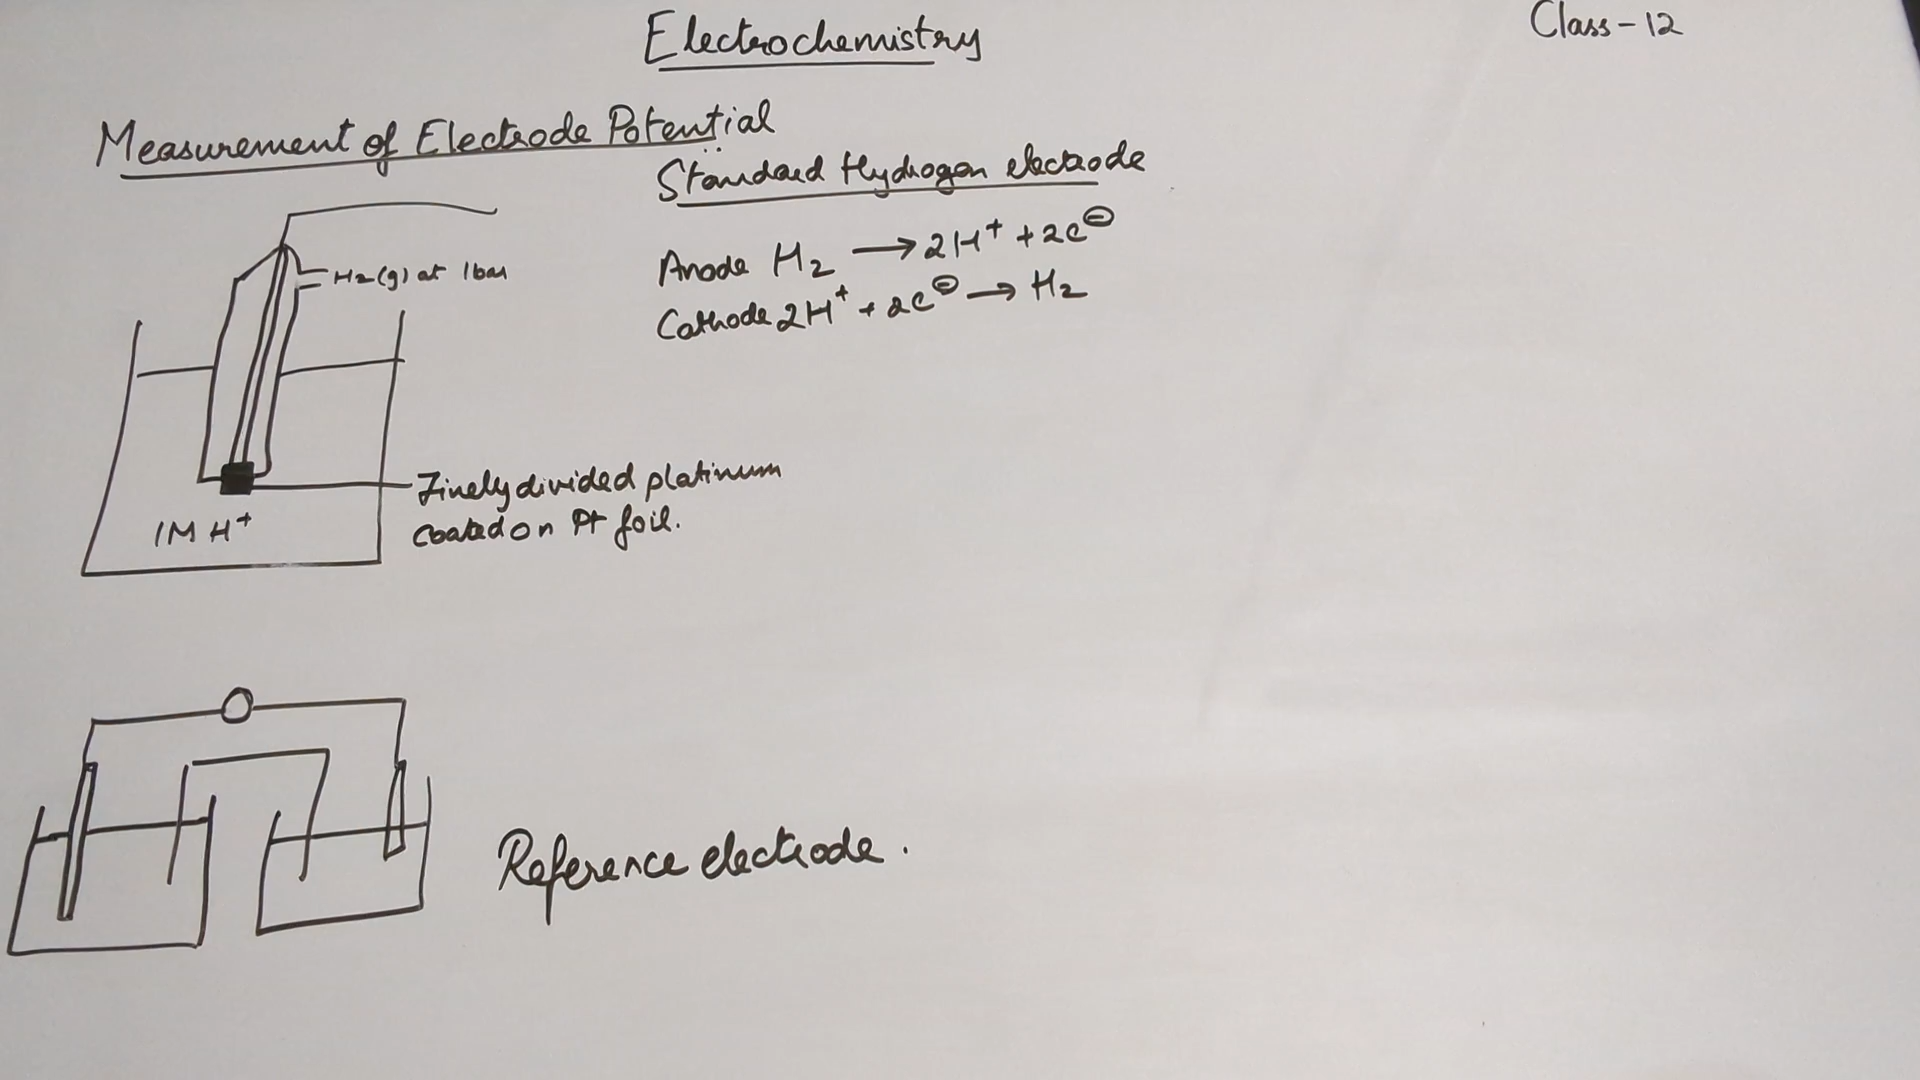 Electrochemistry
Class-12
Measurement of Electrode Potential
Standard Hydrogen electrode
Anode H₂ ⟶ 2H⁺ + 2e⊖
Cathode 2H⁺ + 2e⊖ ⟶ H₂
H₂(g) at 1bar
Finely divided platinum
coated on Pt foil.
1M H⁺
Reference electrode.